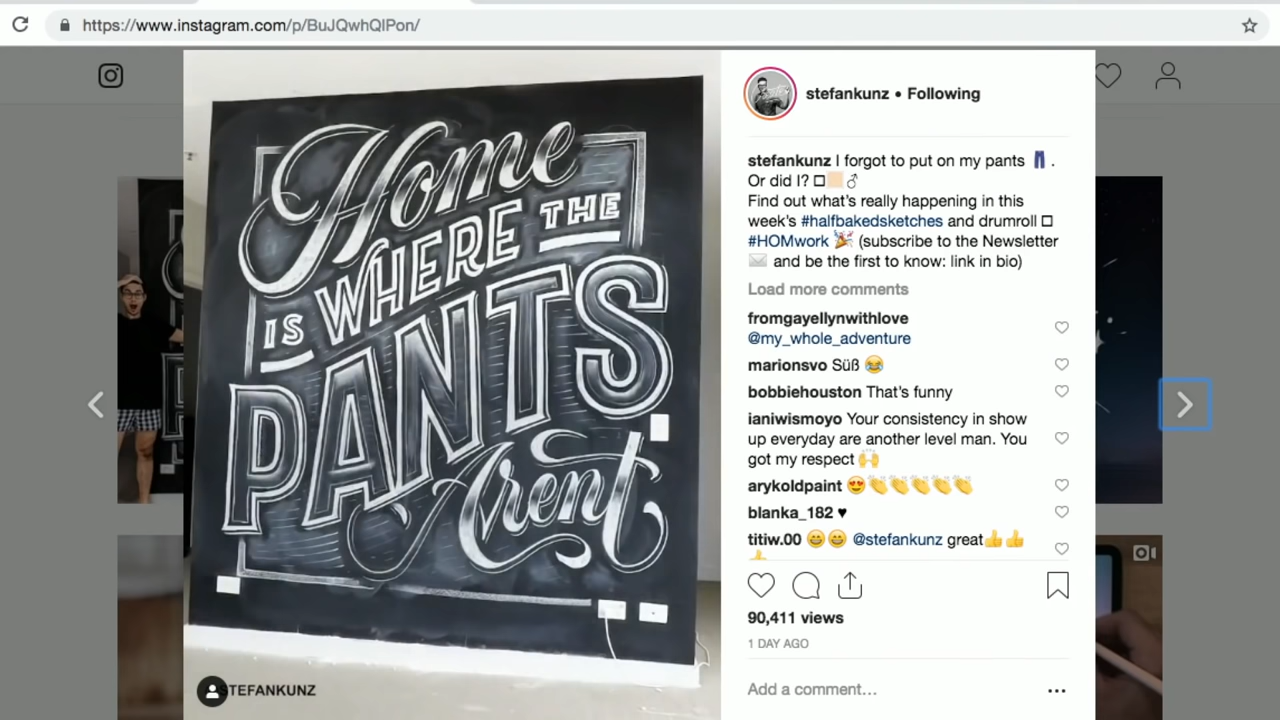 https://www.instagram.com/p/BuJQwhQlPon/
Home
IS WHERE THE
PANTS
Arent
STEFANKUNZ
stefankunz • Following
stefankunz I forgot to put on my pants 👖 .
Or did I? □🏻♂
Find out what's really happening in this
week's #halfbakedsketches and drumroll □
#HOMwork 🎉 (subscribe to the Newsletter
✉️ and be the first to know: link in bio)
Load more comments
fromgayellynwithlove
@my_whole_adventure
marionsvo Süß 😂
bobbiehouston That's funny
ianiwismoyo Your consistency in show
up everyday are another level man. You
got my respect 🙌
arykoldpaint 😍👏👏👏👏👏
blanka_182 ♥
titiw.00 😀😀 @stefankunz great👍👍
👍
90,411 views
1 DAY AGO
Add a comment…